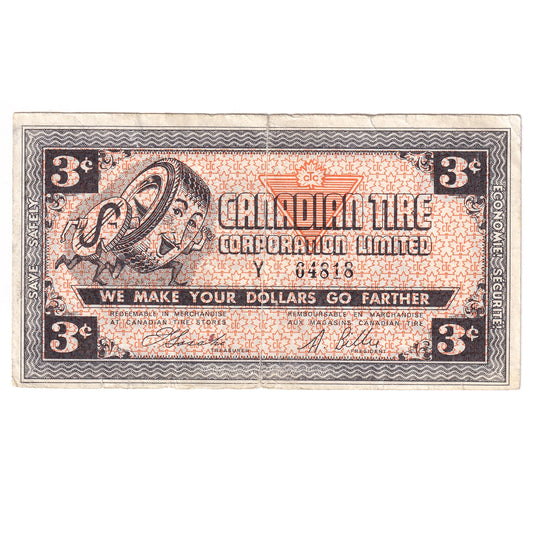 3¢ 3¢
CTC
CANADIAN TIRE
CORPORATION LIMITED
Y 04818
WE MAKE YOUR DOLLARS GO FARTHER
REDEEMABLE IN MERCHANDISE REMBOURSABLE EN MARCHANDISE
AT CANADIAN TIRE STORES AUX MAGASINS CANADIAN TIRE
TREASURER PRESIDENT
3¢ 3¢
SAVE SAFELY
ECONOMIE, SECURITE
$